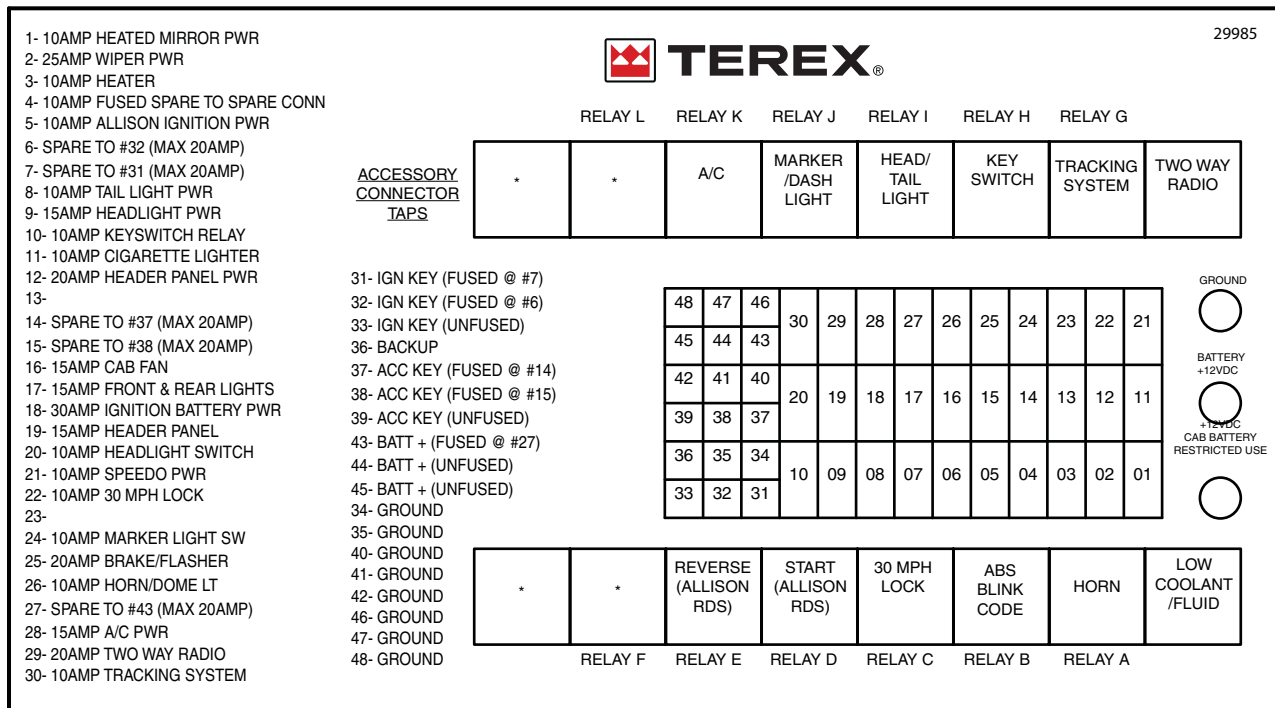 1- 10AMP HEATED MIRROR PWR
2- 25AMP WIPER PWR
3- 10AMP HEATER
4- 10AMP FUSED SPARE TO SPARE CONN
5- 10AMP ALLISON IGNITION PWR
6- SPARE TO #32 (MAX 20AMP)
7- SPARE TO #31 (MAX 20AMP)
8- 10AMP TAIL LIGHT PWR
9- 15AMP HEADLIGHT PWR
10- 10AMP KEYSWITCH RELAY
11- 10AMP CIGARETTE LIGHTER
12- 20AMP HEADER PANEL PWR
13-
14- SPARE TO #37 (MAX 20AMP)
15- SPARE TO #38 (MAX 20AMP)
16- 15AMP CAB FAN
17- 15AMP FRONT & REAR LIGHTS
18- 30AMP IGNITION BATTERY PWR
19- 15AMP HEADER PANEL
20- 10AMP HEADLIGHT SWITCH
21- 10AMP SPEEDO PWR
22- 10AMP 30 MPH LOCK
23-
24- 10AMP MARKER LIGHT SW
25- 20AMP BRAKE/FLASHER
26- 10AMP HORN/DOME LT
27- SPARE TO #43 (MAX 20AMP)
28- 15AMP A/C PWR
29- 20AMP TWO WAY RADIO
30- 10AMP TRACKING SYSTEM
TEREX®
29985
RELAY L RELAY K RELAY J RELAY I RELAY H RELAY G
ACCESSORY
CONNECTOR
TAPS
*
*
A/C
MARKER
/DASH
LIGHT
HEAD/
TAIL
LIGHT
KEY
SWITCH
TRACKING
SYSTEM
TWO WAY
RADIO
31- IGN KEY (FUSED @ #7)
32- IGN KEY (FUSED @ #6)
33- IGN KEY (UNFUSED)
36- BACKUP
37- ACC KEY (FUSED @ #14)
38- ACC KEY (FUSED @ #15)
39- ACC KEY (UNFUSED)
43- BATT + (FUSED @ #27)
44- BATT + (UNFUSED)
45- BATT + (UNFUSED)
34- GROUND
35- GROUND
40- GROUND
41- GROUND
42- GROUND
46- GROUND
47- GROUND
48- GROUND
48 47 46
45 44 43
30 29 28 27 26 25 24 23 22 21
42 41 40
39 38 37
20 19 18 17 16 15 14 13 12 11
36 35 34
33 32 31
10 09 08 07 06 05 04 03 02 01
GROUND
BATTERY
+12VDC
+12VDC
CAB BATTERY
RESTRICTED USE
*
*
REVERSE
(ALLISON
RDS)
START
(ALLISON
RDS)
30 MPH
LOCK
ABS
BLINK
CODE
HORN
LOW
COOLANT
/FLUID
RELAY F RELAY E RELAY D RELAY C RELAY B RELAY A